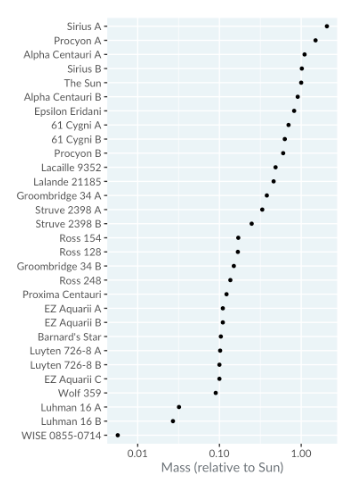 Sirius A
Procyon A
Alpha Centauri A
Sirius B
The Sun
Alpha Centauri B
Epsilon Eridani
61 Cygni A
61 Cygni B
Procyon B
Lacaille 9352
Lalande 21185
Groombridge 34 A
Struve 2398 A
Struve 2398 B
Ross 154
Ross 128
Groombridge 34 B
Ross 248
Proxima Centauri
EZ Aquarii A
EZ Aquarii B
Barnard's Star
Luyten 726-8 A
Luyten 726-8 B
EZ Aquarii C
Wolf 359
Luhman 16 A
Luhman 16 B
WISE 0855-0714
0.01 0.10 1.00
Mass (relative to Sun)